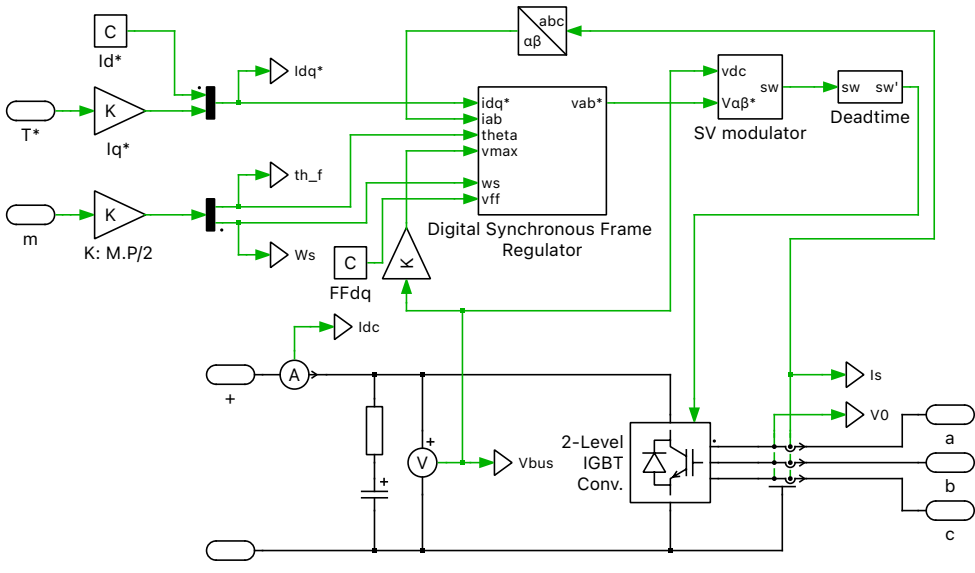 C
Id*
abc
αβ
Idq*
K
T*
Iq*
idq*
iab
theta
vmax
ws
vff
vab*
Digital Synchronous Frame
Regulator
vdc
Vαβ*
sw
SV modulator
sw sw'
Deadtime
th_f
K
m
K: M.P/2
Ws
C
FFdq
K
Idc
A
+
+
V
+
Vbus
2-Level
IGBT
Conv.
Is
V0
a
b
c